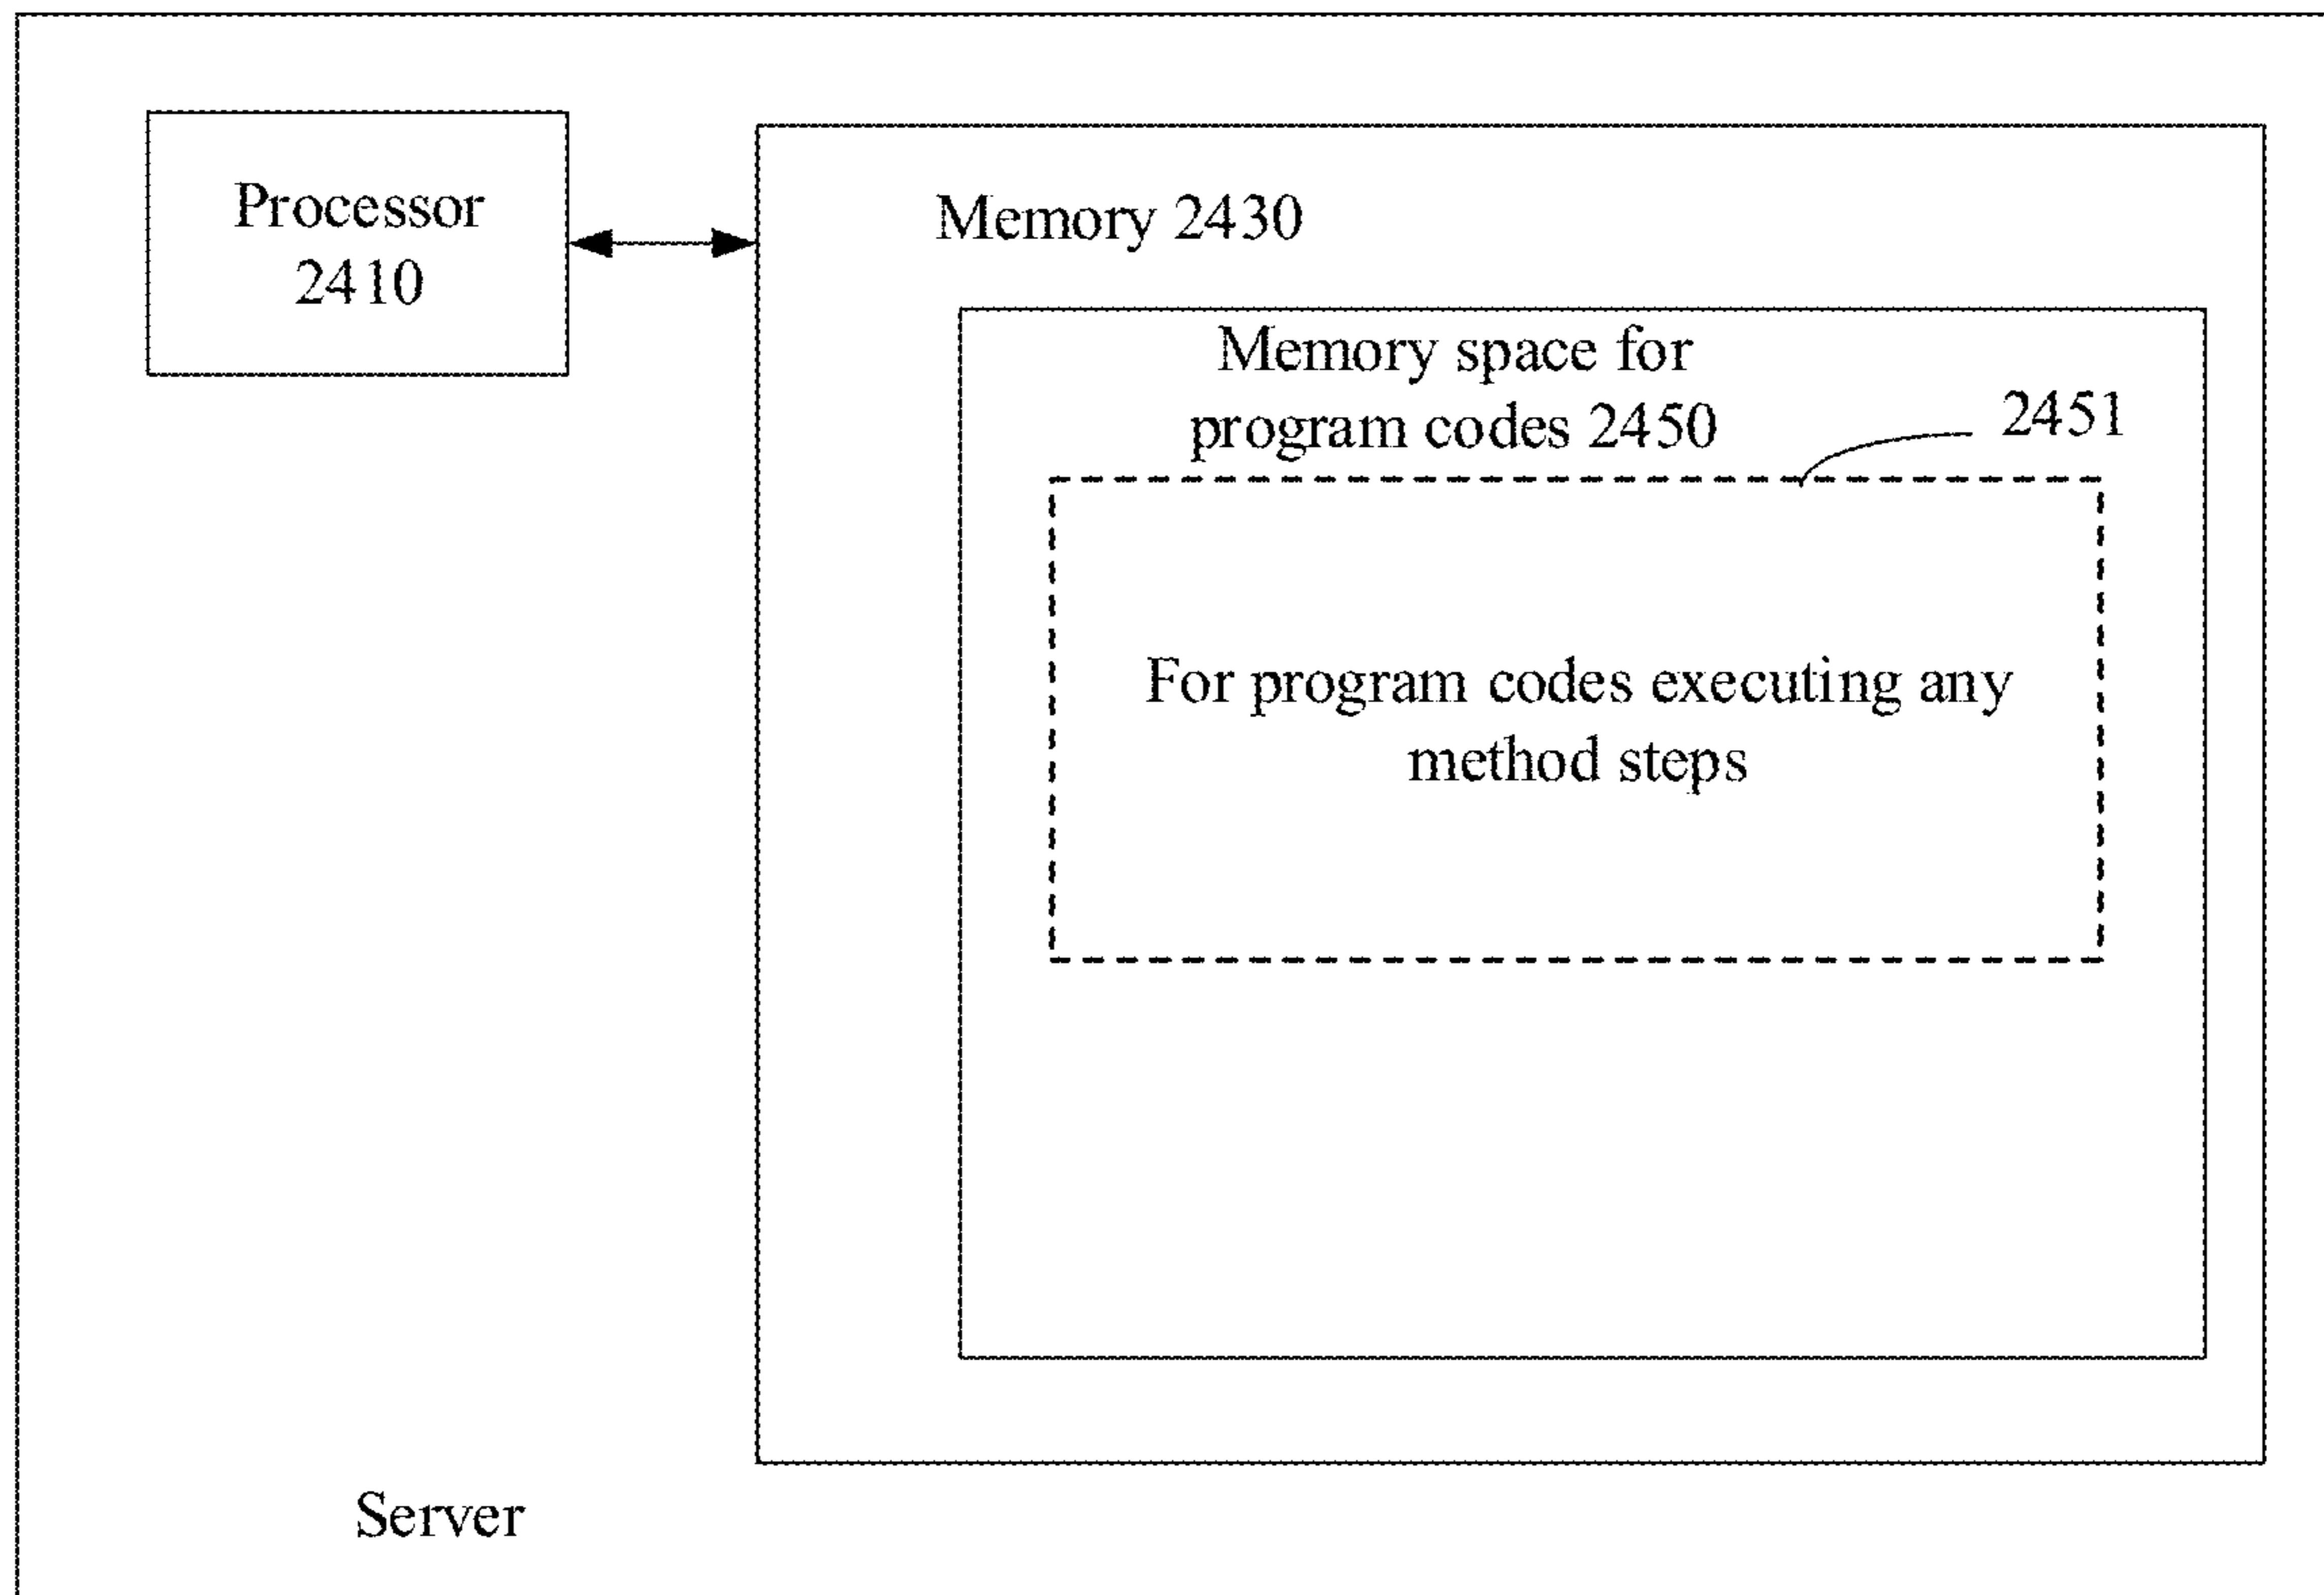 Processor
2410
Memory 2430
Memory space for
program codes 2450
2451
For program codes executing any
method steps
Server